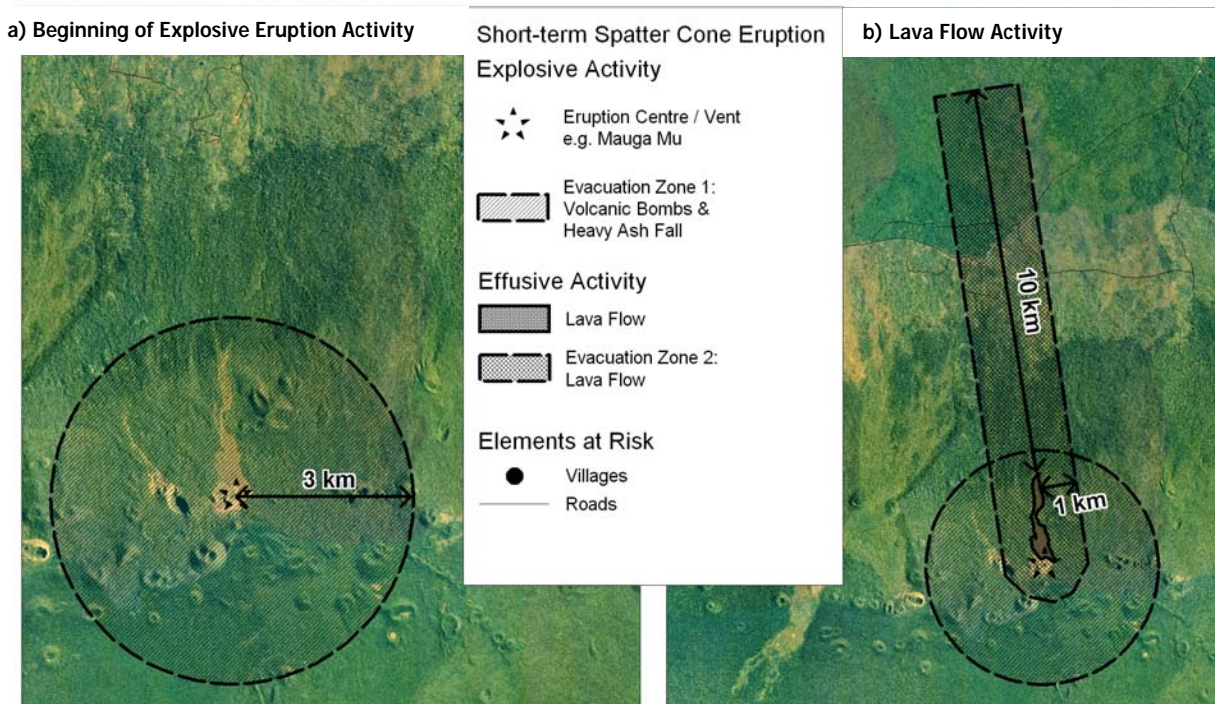 a) Beginning of Explosive Eruption Activity
3 km
Short-term Spatter Cone Eruption
Explosive Activity
Eruption Centre / Vent
e.g. Mauga Mu
Evacuation Zone 1:
Volcanic Bombs &
Heavy Ash Fall
Effusive Activity
Lava Flow
Evacuation Zone 2:
Lava Flow
Elements at Risk
Villages
Roads
b) Lava Flow Activity
10 km
1 km